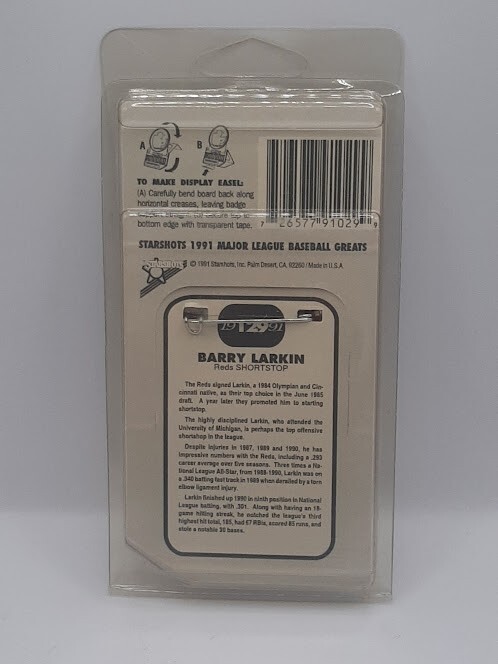 A
B
TO MAKE DISPLAY EASEL:
(A) Carefully bend board back along
horizontal creases, leaving badge
bottom edge with transparent tape.
7 26577 91029 9
STARSHOTS 1991 MAJOR LEAGUE BASEBALL GREATS
STARSHOTS
© 1991 Starshots, Inc. Palm Desert, CA. 92260 / Made in U.S.A.
19 29 91
BARRY LARKIN
Reds SHORTSTOP
The Reds signed Larkin, a 1984 Olympian and Cin-
cinnati native, as their top choice in the June 1985
draft. A year later they promoted him to starting
shortstop.
The highly disciplined Larkin, who attended the
University of Michigan, is perhaps the top offensive
shortshop in the league.
Despite injuries in 1987, 1989 and 1990, he has
impressive numbers with the Reds, including a .293
career average over five seasons. Three times a Na-
tional League All-Star, from 1988-1990, Larkin was on
a .340 batting fast track in 1989 when derailed by a torn
elbow ligament injury.
Larkin finished up 1990 in ninth position in National
League batting, with .301. Along with having an
game hitting streak, he notched the league's third
highest hit total, 185, had 67 RBIs, scored 85 runs, and
stole a notable 30 bases.